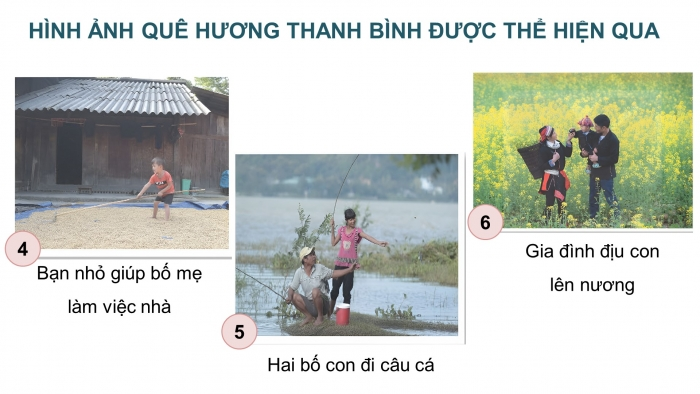 HÌNH ẢNH QUÊ HƯƠNG THANH BÌNH ĐƯỢC THỂ HIỆN QUA
4
Bạn nhỏ giúp bố mẹ
làm việc nhà
5
Hai bố con đi câu cá
6
Gia đình địu con
lên nương